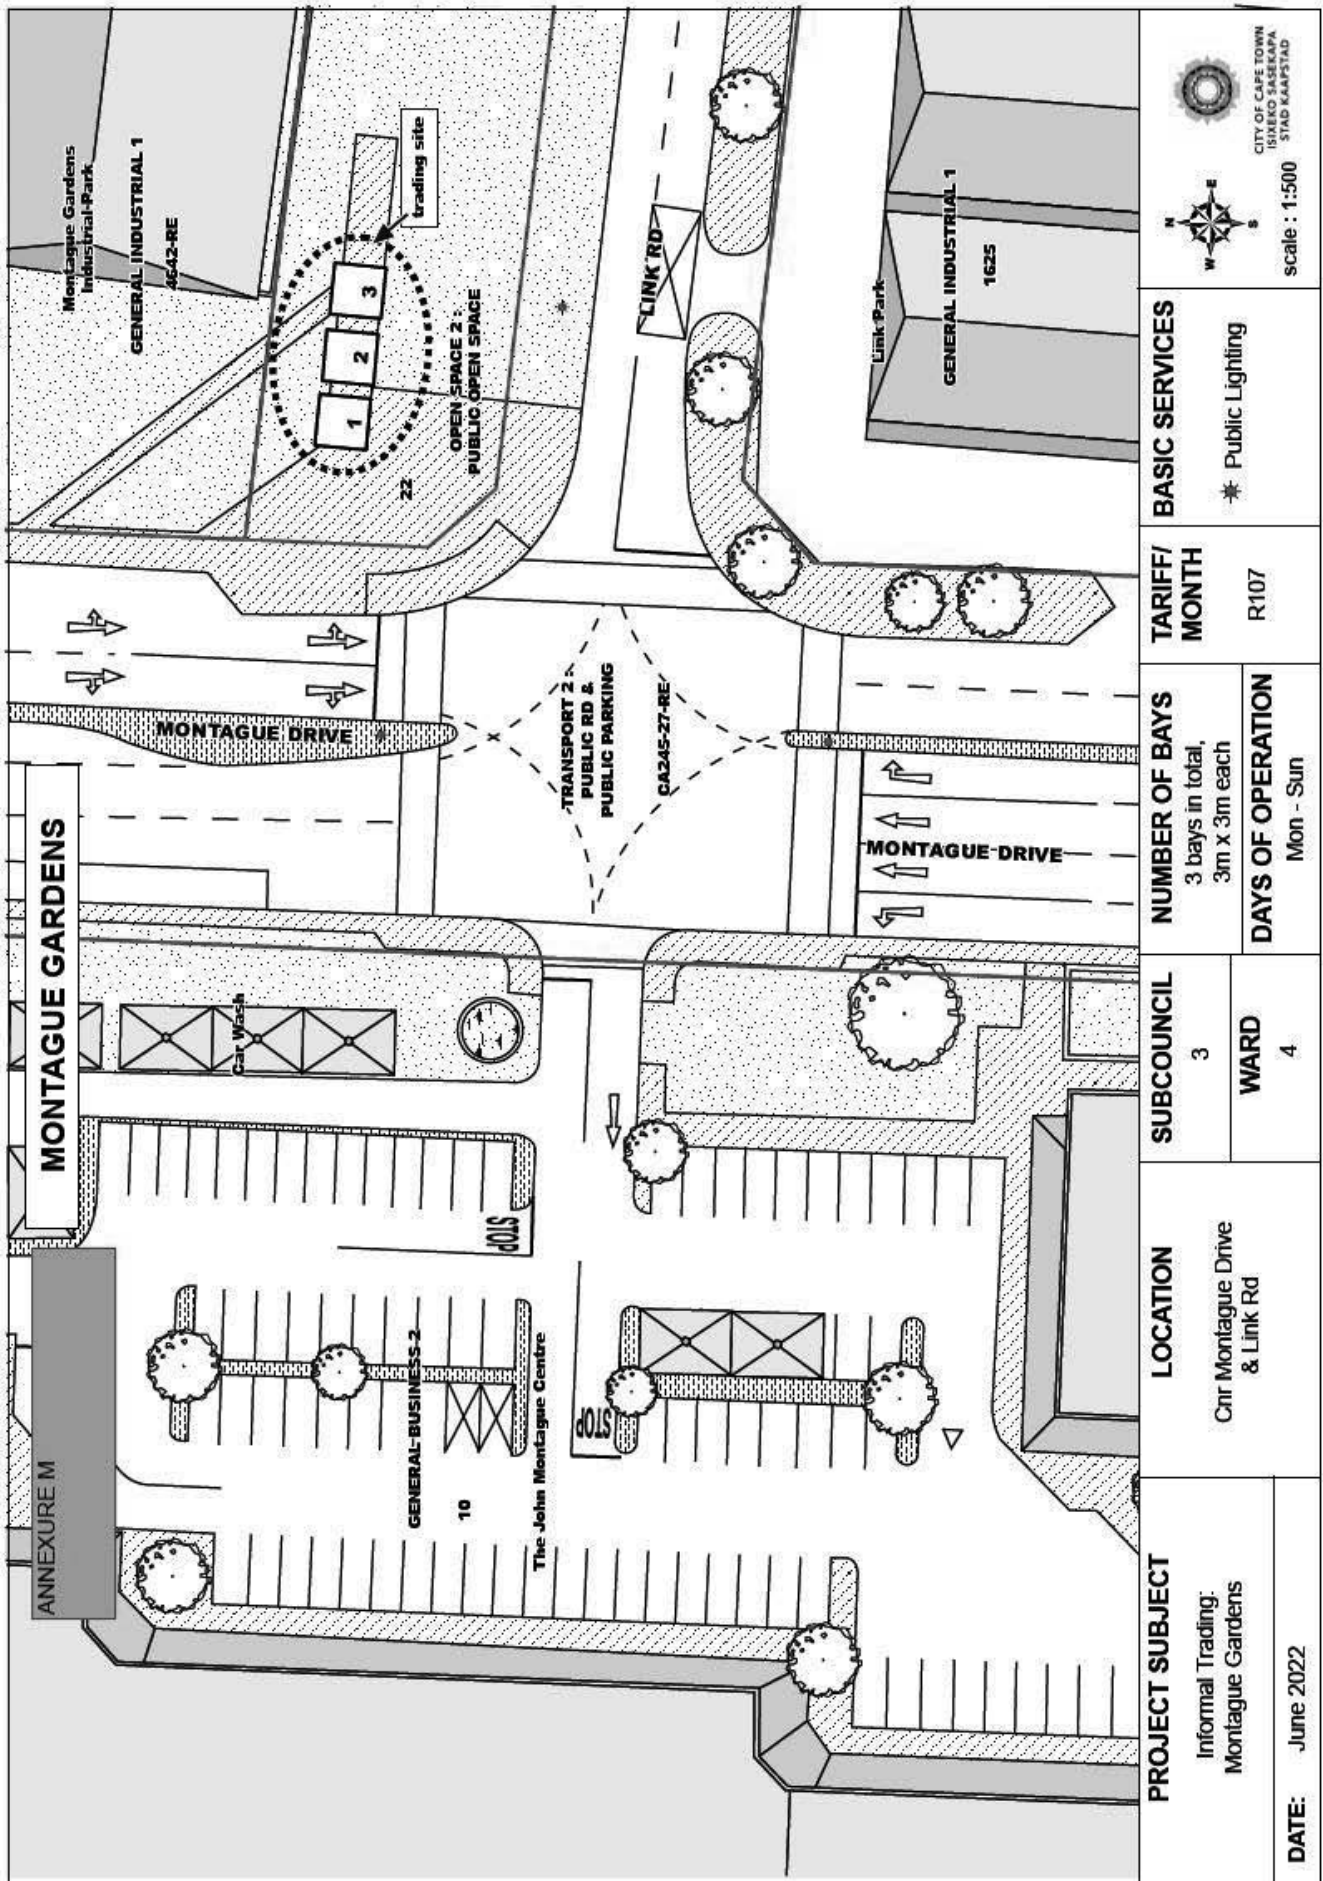 ANNEXURE M
MONTAGUE GARDENS
Montague Gardens
Industrial-Park
GENERAL INDUSTRIAL 1
4642-RE
trading site
1
2
3
22
OPEN SPACE 2 :
PUBLIC OPEN SPACE
LINK RD
MONTAGUE DRIVE
TRANSPORT 2 :
PUBLIC RD &
PUBLIC PARKING
CA245-27-RE
MONTAGUE DRIVE
Link Park
GENERAL INDUSTRIAL 1
1625
Car Wash
STOP
STOP
GENERAL-BUSINESS-2
10
The John Montague Centre
PROJECT SUBJECT
Informal Trading:
Montague Gardens
DATE: June 2022
LOCATION
Cnr Montague Drive
& Link Rd
SUBCOUNCIL
3
WARD
4
NUMBER OF BAYS
3 bays in total,
3m x 3m each
DAYS OF OPERATION
Mon - Sun
TARIFF/
MONTH
R107
BASIC SERVICES
Public Lighting
N
W E
S
scale : 1:500
CITY OF CAPE TOWN
ISIXEKO SASEKAPA
STAD KAAPSTAD